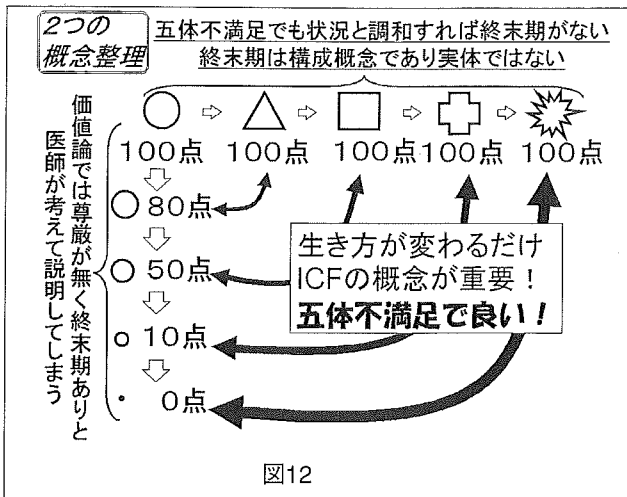 2つの
概念整理
五体不満足でも状況と調和すれば終末期がない
終末期は構成概念であり実体ではない
100点 100点 100点 100点 100点
80点
50点
10点
0点
価値論では尊厳が無く終末期ありと
医師が考えて説明してしまう
生き方が変わるだけ
ICFの概念が重要！
五体不満足で良い！
図12